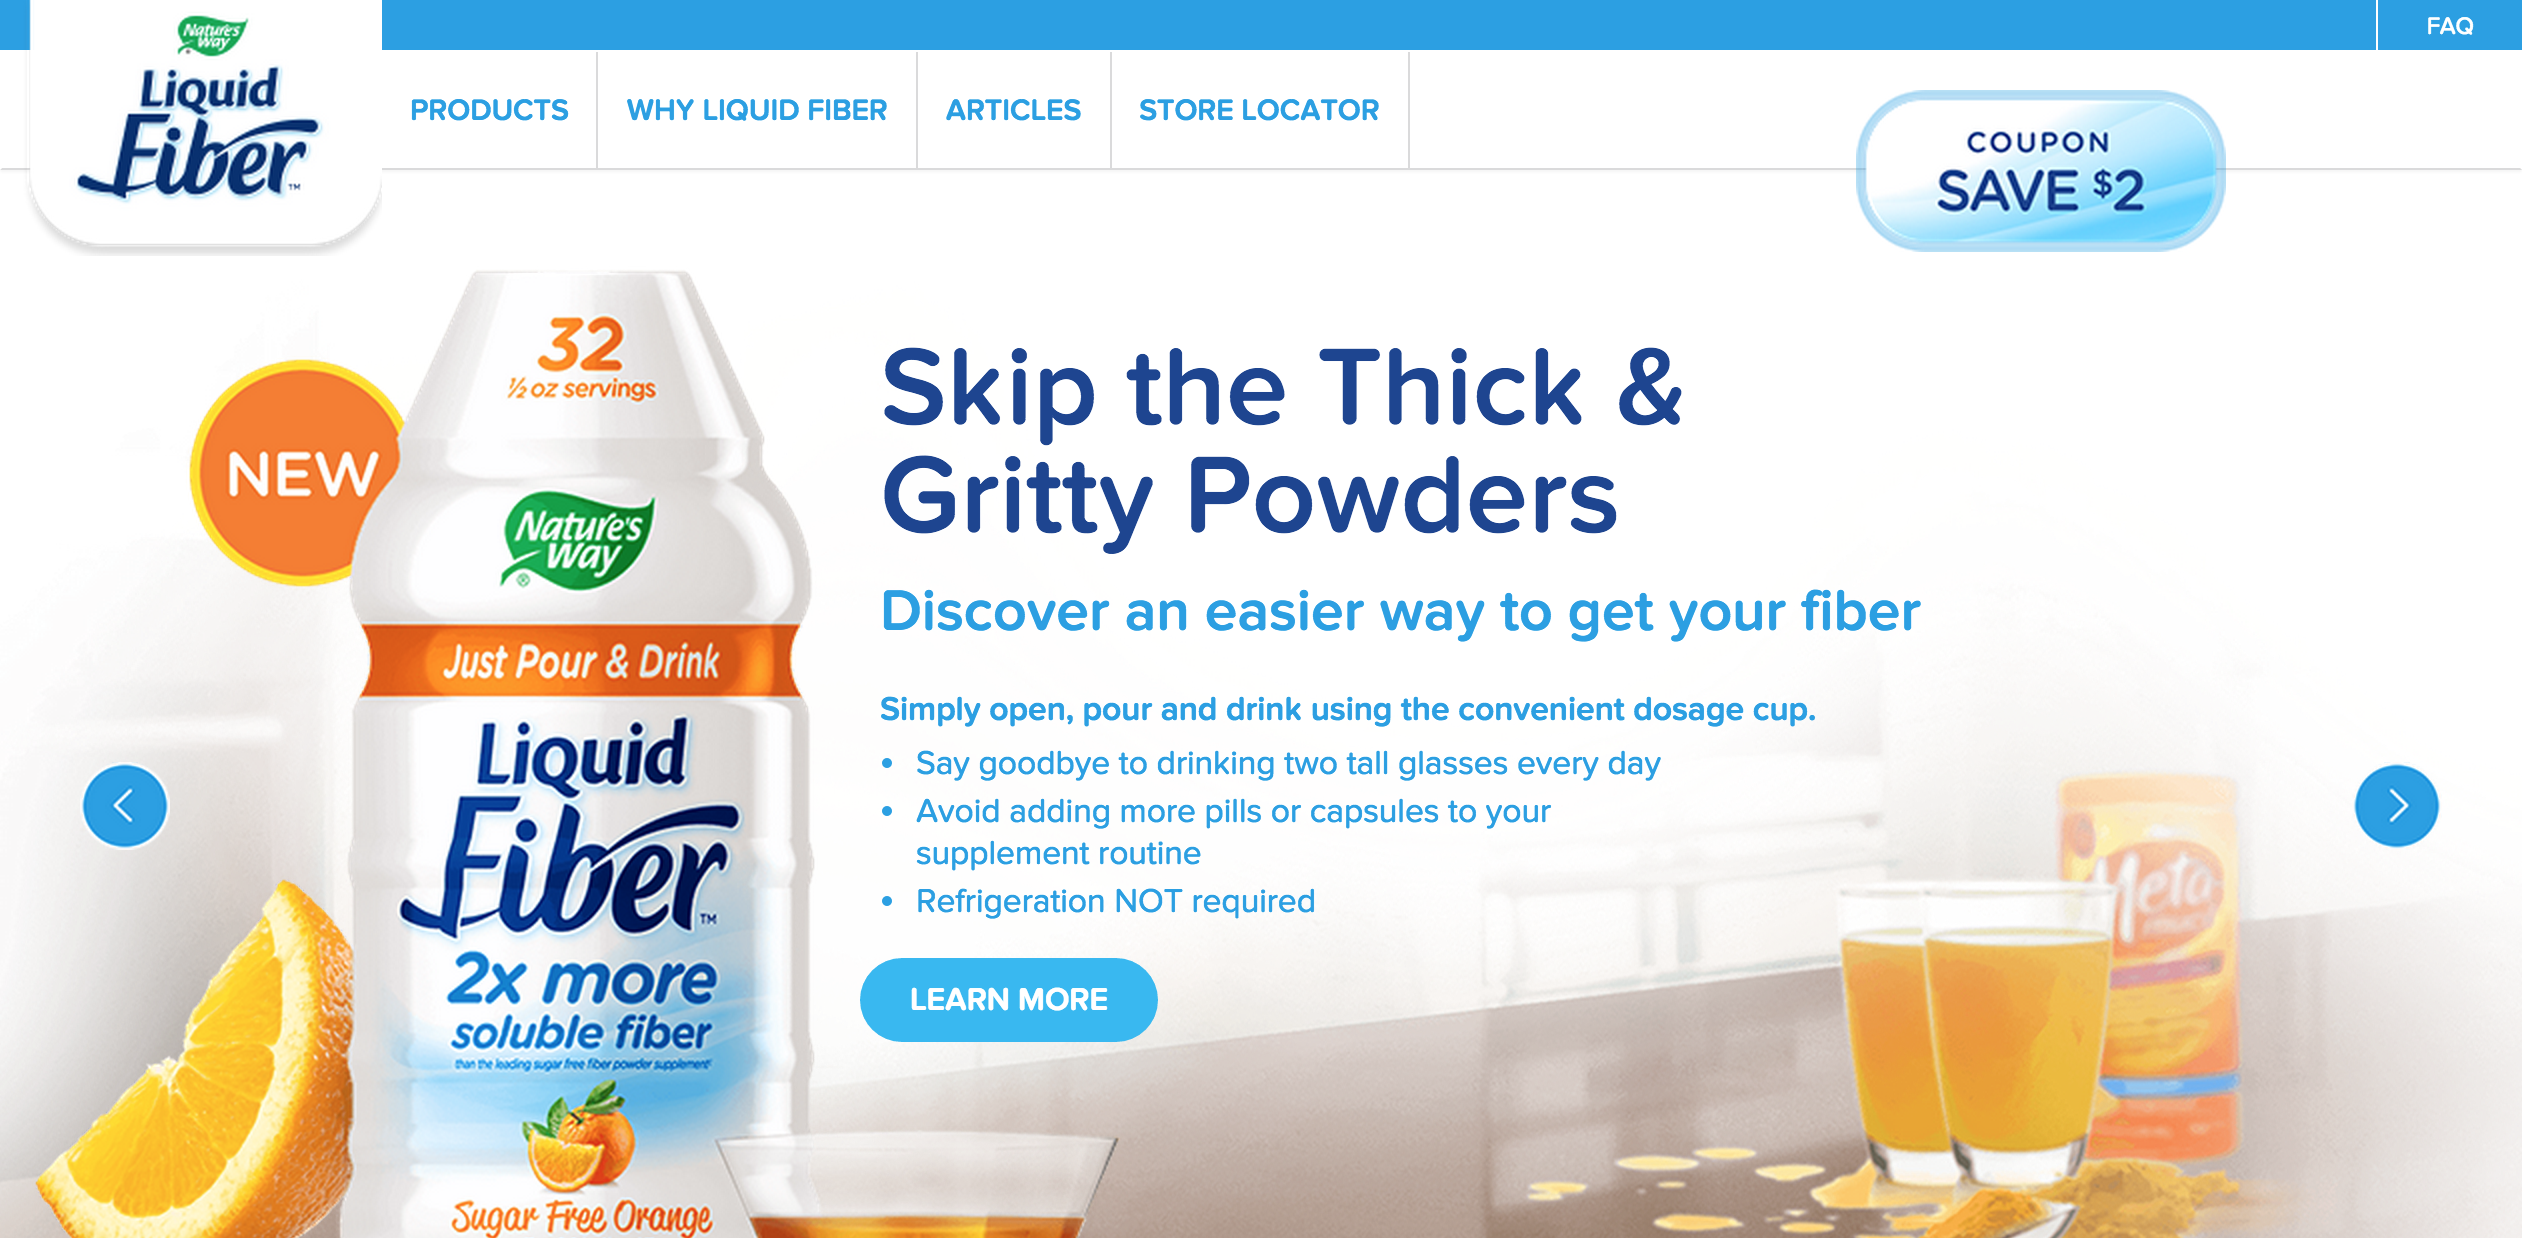 FAQ
Nature's
Way
®
Liquid
Fiber™
PRODUCTS
WHY LIQUID FIBER
ARTICLES
STORE LOCATOR
COUPON
SAVE $2
32
½ oz servings
NEW
Nature's
Way
®
Just Pour & Drink
Liquid
Fiber™
2x more
soluble fiber
than the leading sugar free fiber powder supplement
Sugar Free Orange
Skip the Thick &
Gritty Powders
Discover an easier way to get your fiber
Simply open, pour and drink using the convenient dosage cup.
• Say goodbye to drinking two tall glasses every day
• Avoid adding more pills or capsules to your
supplement routine
• Refrigeration NOT required
LEARN MORE
Meta